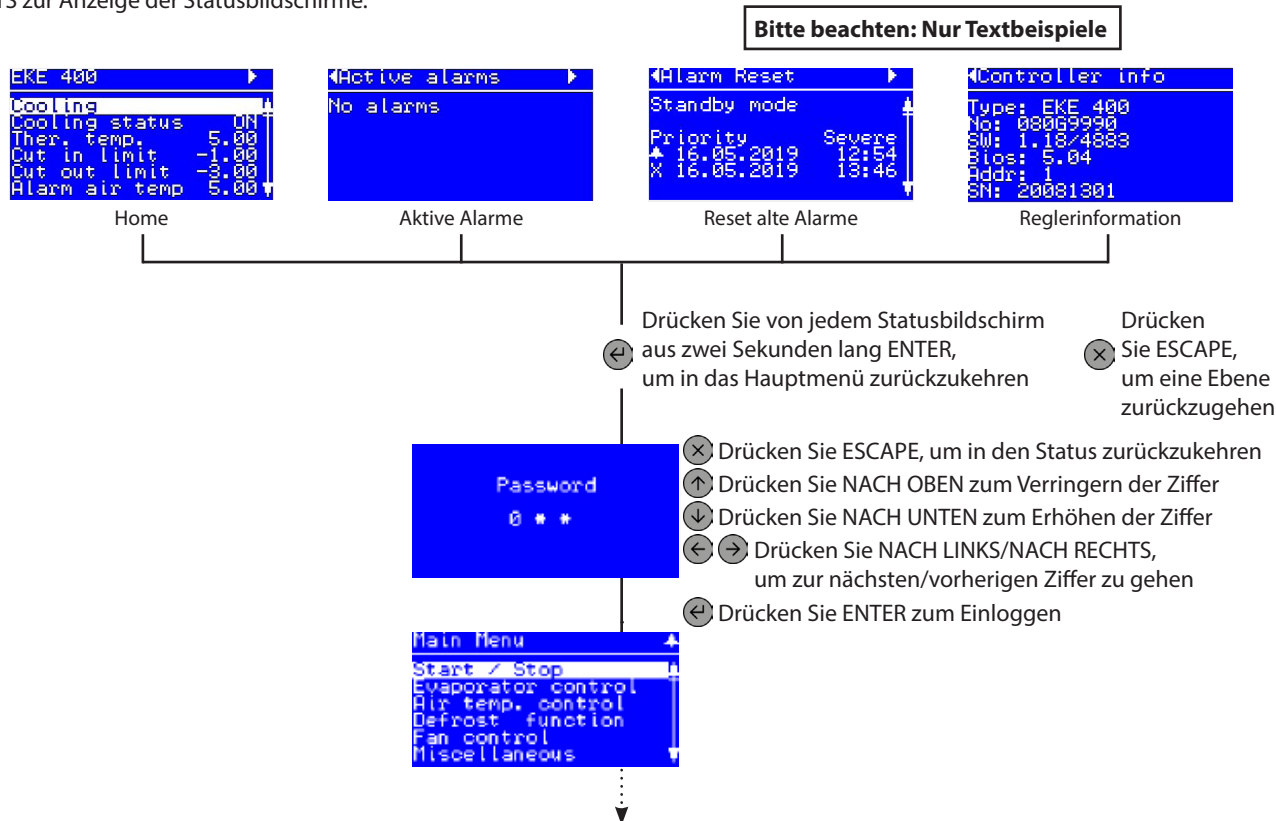 TS zur Anzeige der Statusbildschirme.
Bitte beachten: Nur Textbeispiele
EKE 400
Cooling
Cooling status ON
Ther. temp. 5.00
Cut in limit -1.00
Cut out limit -3.00
Alarm air temp 5.00
Home
Active alarms
No alarms
Aktive Alarme
Alarm Reset
Standby mode
Priority Severe
16.05.2019 12:54
X 16.05.2019 13:46
Reset alte Alarme
Controller info
Type: EKE 400
No: 080G9990
SW: 1.18/4883
Bios: 5.04
Addr: 1
SN: 20081301
Reglerinformation
Drücken Sie von jedem Statusbildschirm
aus zwei Sekunden lang ENTER,
um in das Hauptmenü zurückzukehren
Drücken
Sie ESCAPE,
um eine Ebene
zurückzugehen
Password
0 * *
Drücken Sie ESCAPE, um in den Status zurückzukehren
Drücken Sie NACH OBEN zum Verringern der Ziffer
Drücken Sie NACH UNTEN zum Erhöhen der Ziffer
Drücken Sie NACH LINKS/NACH RECHTS,
um zur nächsten/vorherigen Ziffer zu gehen
Drücken Sie ENTER zum Einloggen
Main Menu
Start / Stop
Evaporator control
Air temp. control
Defrost function
Fan control
Miscellaneous